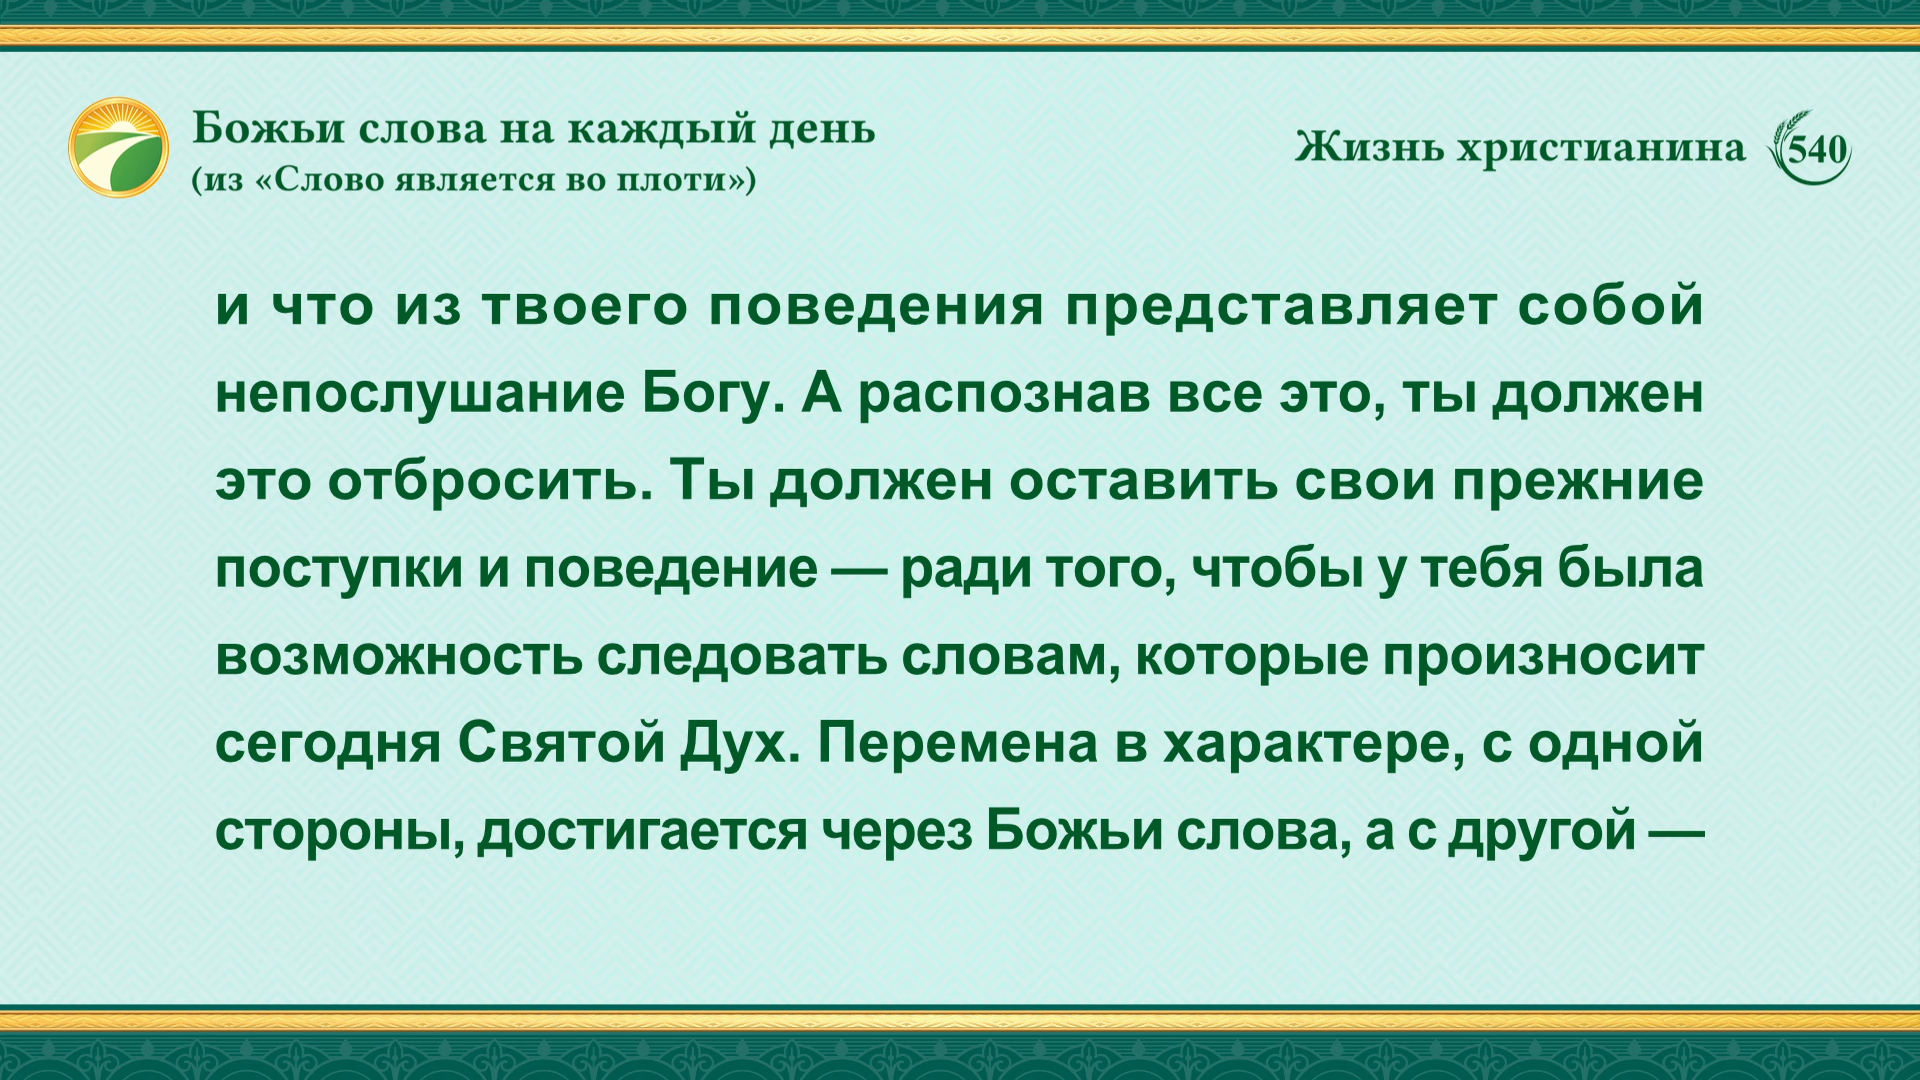 Божьи слова на каждый день
(из «Слово является во плоти»)
Жизнь христианина 540
и что из твоего поведения представляет собой
непослушание Богу. А распознав все это, ты должен
это отбросить. Ты должен оставить свои прежние
поступки и поведение — ради того, чтобы у тебя была
возможность следовать словам, которые произносит
сегодня Святой Дух. Перемена в характере, с одной
стороны, достигается через Божьи слова, а с другой —